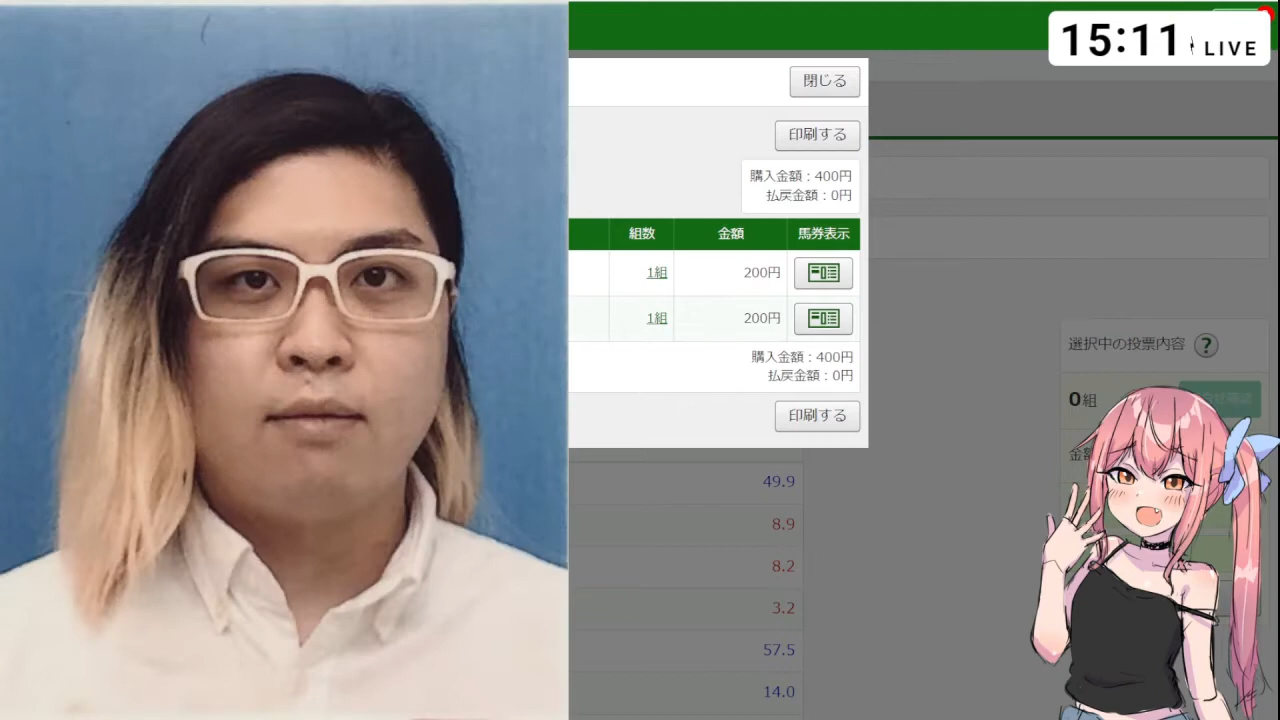 15:11 LIVE
閉じる
印刷する
購入金額：400円
払戻金額：0円
組数 金額 馬券表示
1組 200円
1組 200円
購入金額：400円
払戻金額：0円
印刷する
選択中の投票内容 ?
0組
49.9
8.9
8.2
3.2
57.5
14.0